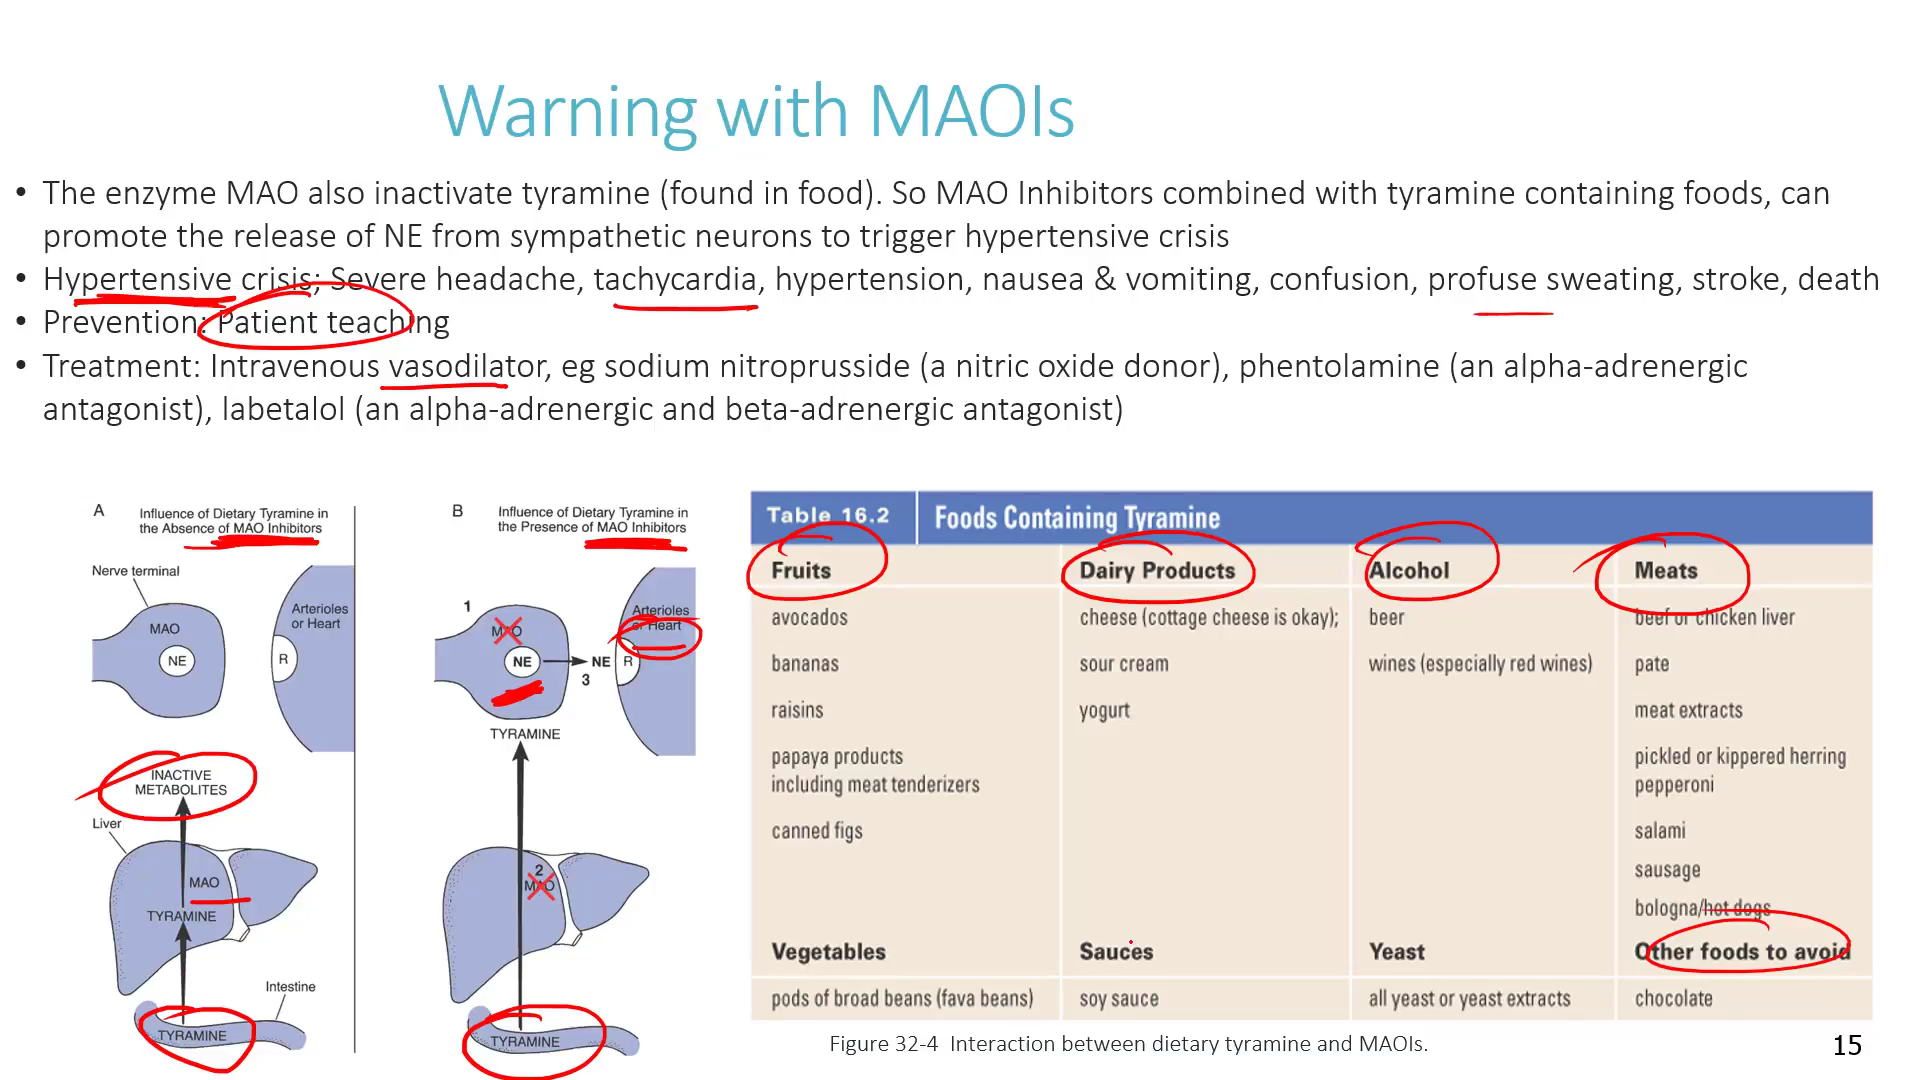 Warning with MAOIs
• The enzyme MAO also inactivate tyramine (found in food). So MAO Inhibitors combined with tyramine containing foods, can
promote the release of NE from sympathetic neurons to trigger hypertensive crisis
• Hypertensive crisis; Severe headache, tachycardia, hypertension, nausea & vomiting, confusion, profuse sweating, stroke, death
• Prevention: Patient teaching
• Treatment: Intravenous vasodilator, eg sodium nitroprusside (a nitric oxide donor), phentolamine (an alpha-adrenergic
antagonist), labetalol (an alpha-adrenergic and beta-adrenergic antagonist)
A
Influence of Dietary Tyramine in
the Absence of MAO Inhibitors
Nerve terminal
MAO
NE
Arterioles
or Heart
R
INACTIVE
METABOLITES
Liver
MAO
TYRAMINE
Intestine
TYRAMINE
B
Influence of Dietary Tyramine in
the Presence of MAO Inhibitors
1
MAO
NE
NE
3
Arterioles
or Heart
R
TYRAMINE
2
MAO
TYRAMINE
Table 16.2
Foods Containing Tyramine
Fruits
avocados
bananas
raisins
papaya products
including meat tenderizers
canned figs
Dairy Products
cheese (cottage cheese is okay);
sour cream
yogurt
Alcohol
beer
wines (especially red wines)
Meats
beef or chicken liver
pate
meat extracts
pickled or kippered herring
pepperoni
salami
sausage
bologna/hot dogs
Vegetables
pods of broad beans (fava beans)
Sauces
soy sauce
Yeast
all yeast or yeast extracts
Other foods to avoid
chocolate
Figure 32-4 Interaction between dietary tyramine and MAOIs.
15